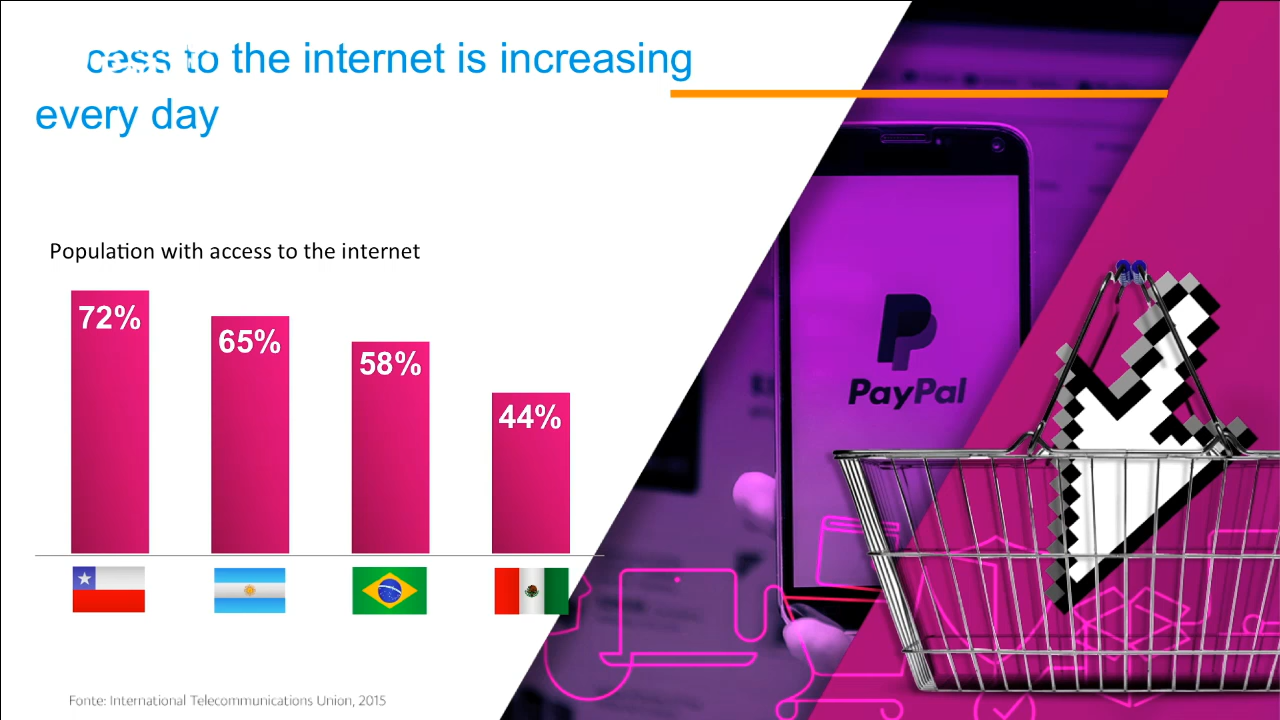 cess to the internet is increasing
every day
Population with access to the internet
72%
65%
58%
44%
PayPal
Fonte: International Telecommunications Union, 2015